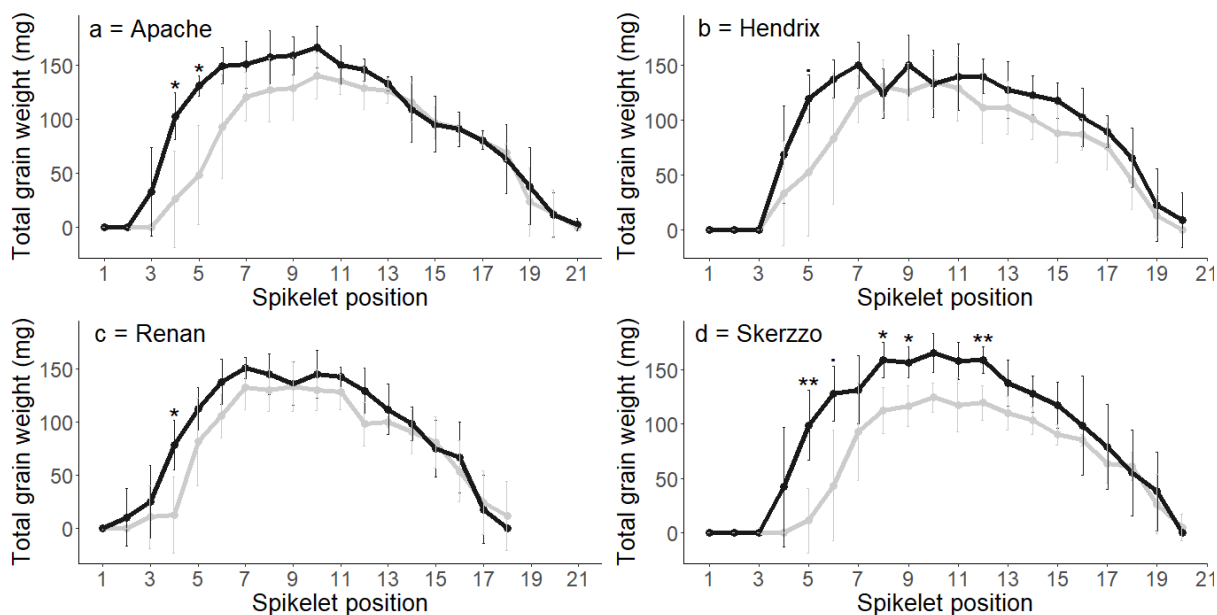 a = Apache
Total grain weight (mg)
150
100
50
0
* *
1 3 5 7 9 11 13 15 17 19 21
Spikelet position
b = Hendrix
Total grain weight (mg)
150
100
50
0
.
1 3 5 7 9 11 13 15 17 19 21
Spikelet position
c = Renan
Total grain weight (mg)
150
100
50
0
*
1 3 5 7 9 11 13 15 17 19 21
Spikelet position
d = Skerzzo
Total grain weight (mg)
150
100
50
0
** . * * **
1 3 5 7 9 11 13 15 17 19 21
Spikelet position